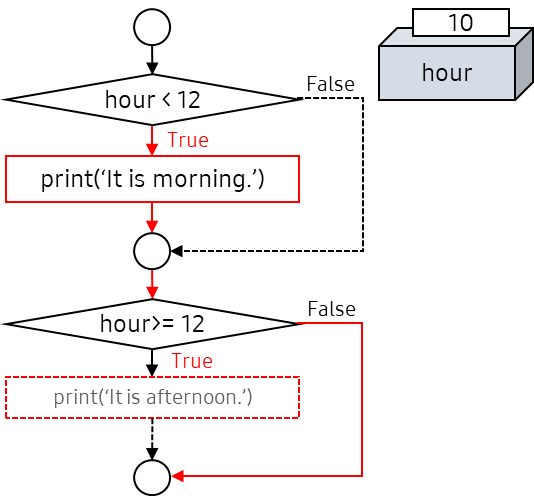 10
hour
False
hour < 12
True
print(‘It is morning.’)
False
hour>= 12
True
print(‘It is afternoon.’)